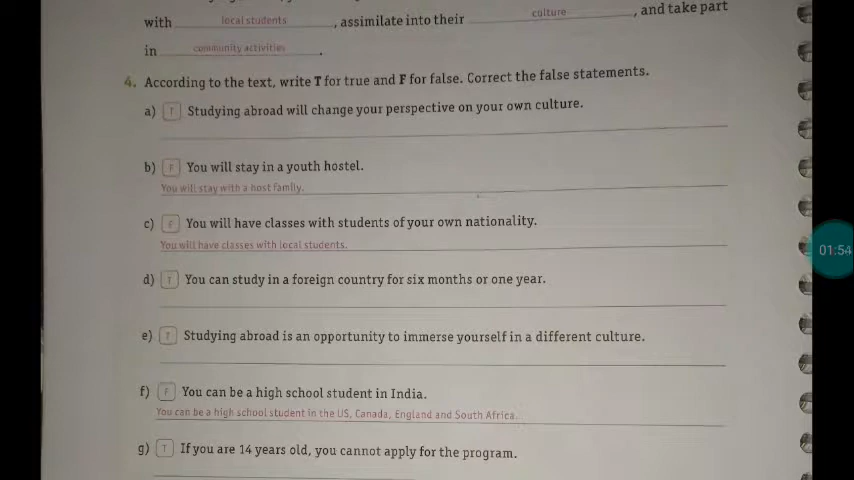 with local students , assimilate into their culture , and take part
in community activities .
4. According to the text, write T for true and F for false. Correct the false statements.
a) T Studying abroad will change your perspective on your own culture.
b) F You will stay in a youth hostel.
You will stay with a host family.
c) F You will have classes with students of your own nationality.
You will have classes with local students.
d) T You can study in a foreign country for six months or one year.
e) T Studying abroad is an opportunity to immerse yourself in a different culture.
f) F You can be a high school student in India.
You can be a high school student in the US, Canada, England and South Africa.
g) T If you are 14 years old, you cannot apply for the program.
01:54